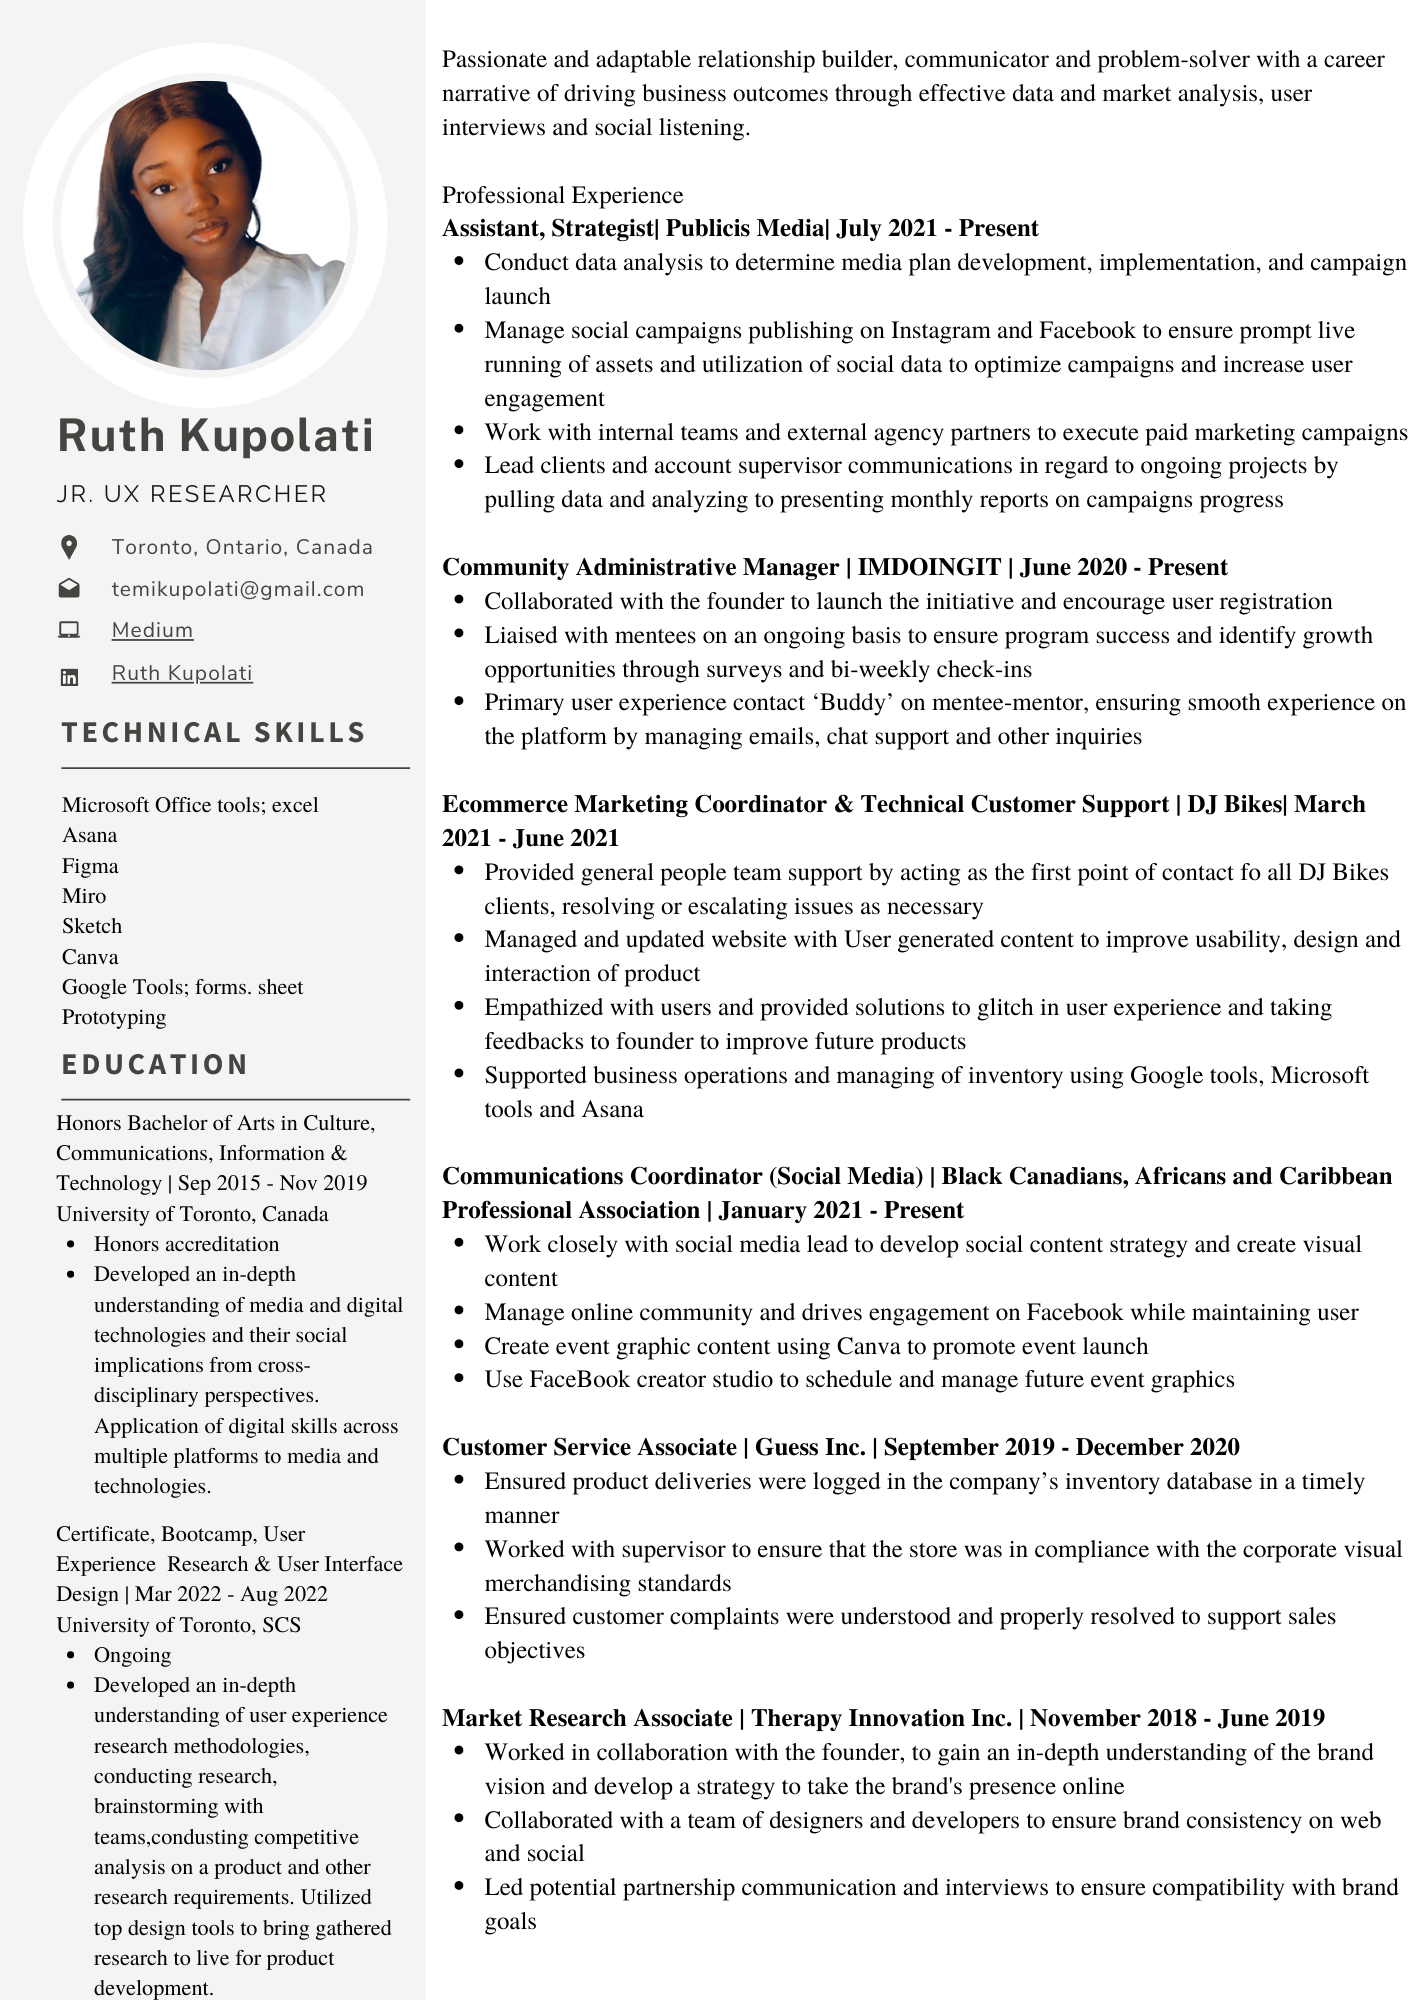 Ruth Kupolati
JR. UX RESEARCHER
Toronto, Ontario, Canada
temikupolati@gmail.com
Medium
Ruth Kupolati
TECHNICAL SKILLS
Microsoft Office tools; excel
Asana
Figma
Miro
Sketch
Canva
Google Tools; forms. sheet
Prototyping
EDUCATION
Honors Bachelor of Arts in Culture,
Communications, Information &
Technology | Sep 2015 - Nov 2019
University of Toronto, Canada
• Honors accreditation
• Developed an in-depth
understanding of media and digital
technologies and their social
implications from cross-
disciplinary perspectives.
Application of digital skills across
multiple platforms to media and
technologies.
Certificate, Bootcamp, User
Experience  Research & User Interface
Design | Mar 2022 - Aug 2022
University of Toronto, SCS
• Ongoing
• Developed an in-depth
understanding of user experience
research methodologies,
conducting research,
brainstorming with
teams,condusting competitive
analysis on a product and other
research requirements. Utilized
top design tools to bring gathered
research to live for product
development.
Passionate and adaptable relationship builder, communicator and problem-solver with a career
narrative of driving business outcomes through effective data and market analysis, user
interviews and social listening.
Professional Experience
Assistant, Strategist| Publicis Media| July 2021 - Present
• Conduct data analysis to determine media plan development, implementation, and campaign
launch
• Manage social campaigns publishing on Instagram and Facebook to ensure prompt live
running of assets and utilization of social data to optimize campaigns and increase user
engagement
• Work with internal teams and external agency partners to execute paid marketing campaigns
• Lead clients and account supervisor communications in regard to ongoing projects by
pulling data and analyzing to presenting monthly reports on campaigns progress
Community Administrative Manager | IMDOINGIT | June 2020 - Present
• Collaborated with the founder to launch the initiative and encourage user registration
• Liaised with mentees on an ongoing basis to ensure program success and identify growth
opportunities through surveys and bi-weekly check-ins
• Primary user experience contact ‘Buddy’ on mentee-mentor, ensuring smooth experience on
the platform by managing emails, chat support and other inquiries
Ecommerce Marketing Coordinator & Technical Customer Support | DJ Bikes| March
2021 - June 2021
• Provided general people team support by acting as the first point of contact fo all DJ Bikes
clients, resolving or escalating issues as necessary
• Managed and updated website with User generated content to improve usability, design and
interaction of product
• Empathized with users and provided solutions to glitch in user experience and taking
feedbacks to founder to improve future products
• Supported business operations and managing of inventory using Google tools, Microsoft
tools and Asana
Communications Coordinator (Social Media) | Black Canadians, Africans and Caribbean
Professional Association | January 2021 - Present
• Work closely with social media lead to develop social content strategy and create visual
content
• Manage online community and drives engagement on Facebook while maintaining user
• Create event graphic content using Canva to promote event launch
• Use FaceBook creator studio to schedule and manage future event graphics
Customer Service Associate | Guess Inc. | September 2019 - December 2020
• Ensured product deliveries were logged in the company’s inventory database in a timely
manner
• Worked with supervisor to ensure that the store was in compliance with the corporate visual
merchandising standards
• Ensured customer complaints were understood and properly resolved to support sales
objectives
Market Research Associate | Therapy Innovation Inc. | November 2018 - June 2019
• Worked in collaboration with the founder, to gain an in-depth understanding of the brand
vision and develop a strategy to take the brand's presence online
• Collaborated with a team of designers and developers to ensure brand consistency on web
and social
• Led potential partnership communication and interviews to ensure compatibility with brand
goals